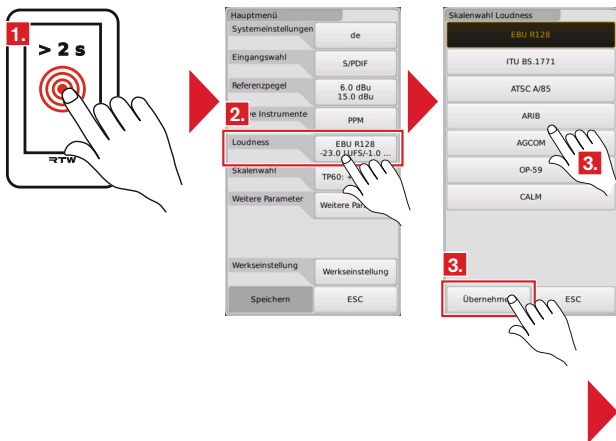 1.
> 2 s
RTW
Hauptmenü
Systemeinstellungen
de
Eingangswahl
S/PDIF
Referenzpegel
6.0 dBu
15.0 dBu
2.
Instrumente
PPM
Loudness
EBU R128
-23.0 LUFS/-1.0 ...
Skalenwahl
TP60:
Weitere Parameter
Weitere
Werkseinstellung
Werkseinstellung
Speichern
ESC
Skalenwahl Loudness
EBU R128
ITU BS.1771
ATSC A/85
ARIB
AGCOM
3.
OP-59
CALM
3.
Übernehmen
ESC